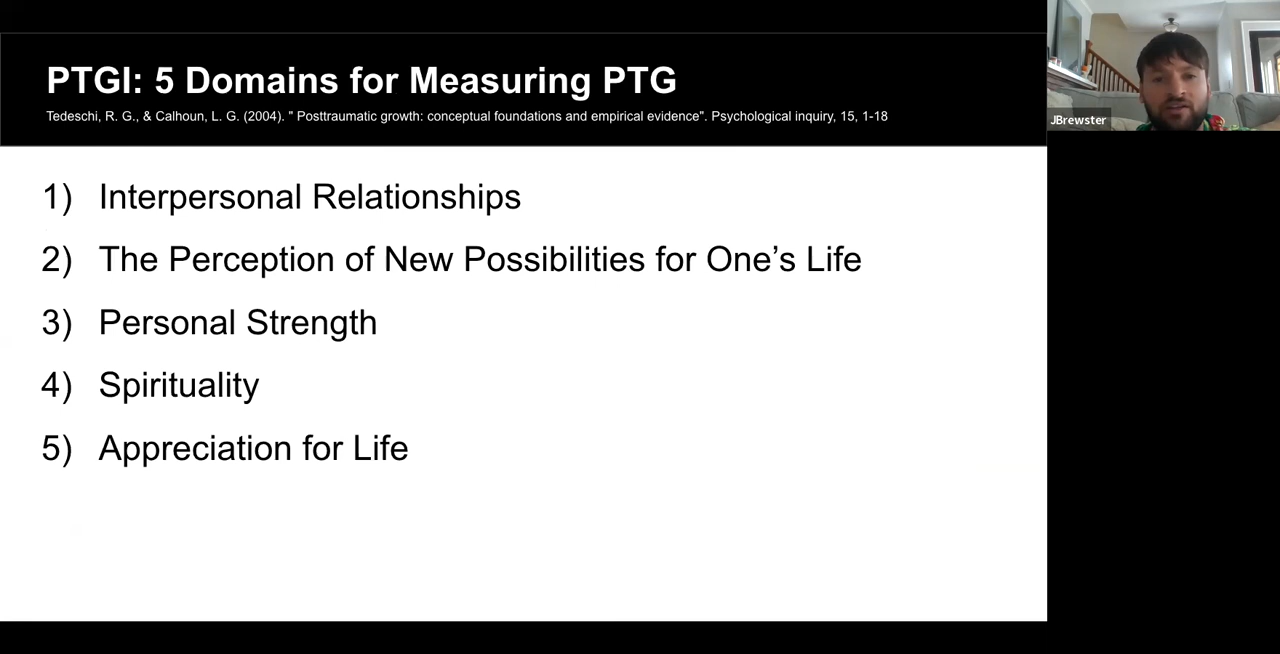 PTGI: 5 Domains for Measuring PTG
Tedeschi, R. G., & Calhoun, L. G. (2004). " Posttraumatic growth: conceptual foundations and empirical evidence". Psychological inquiry, 15, 1-18
JBrewster
1) Interpersonal Relationships
2) The Perception of New Possibilities for One’s Life
3) Personal Strength
4) Spirituality
5) Appreciation for Life